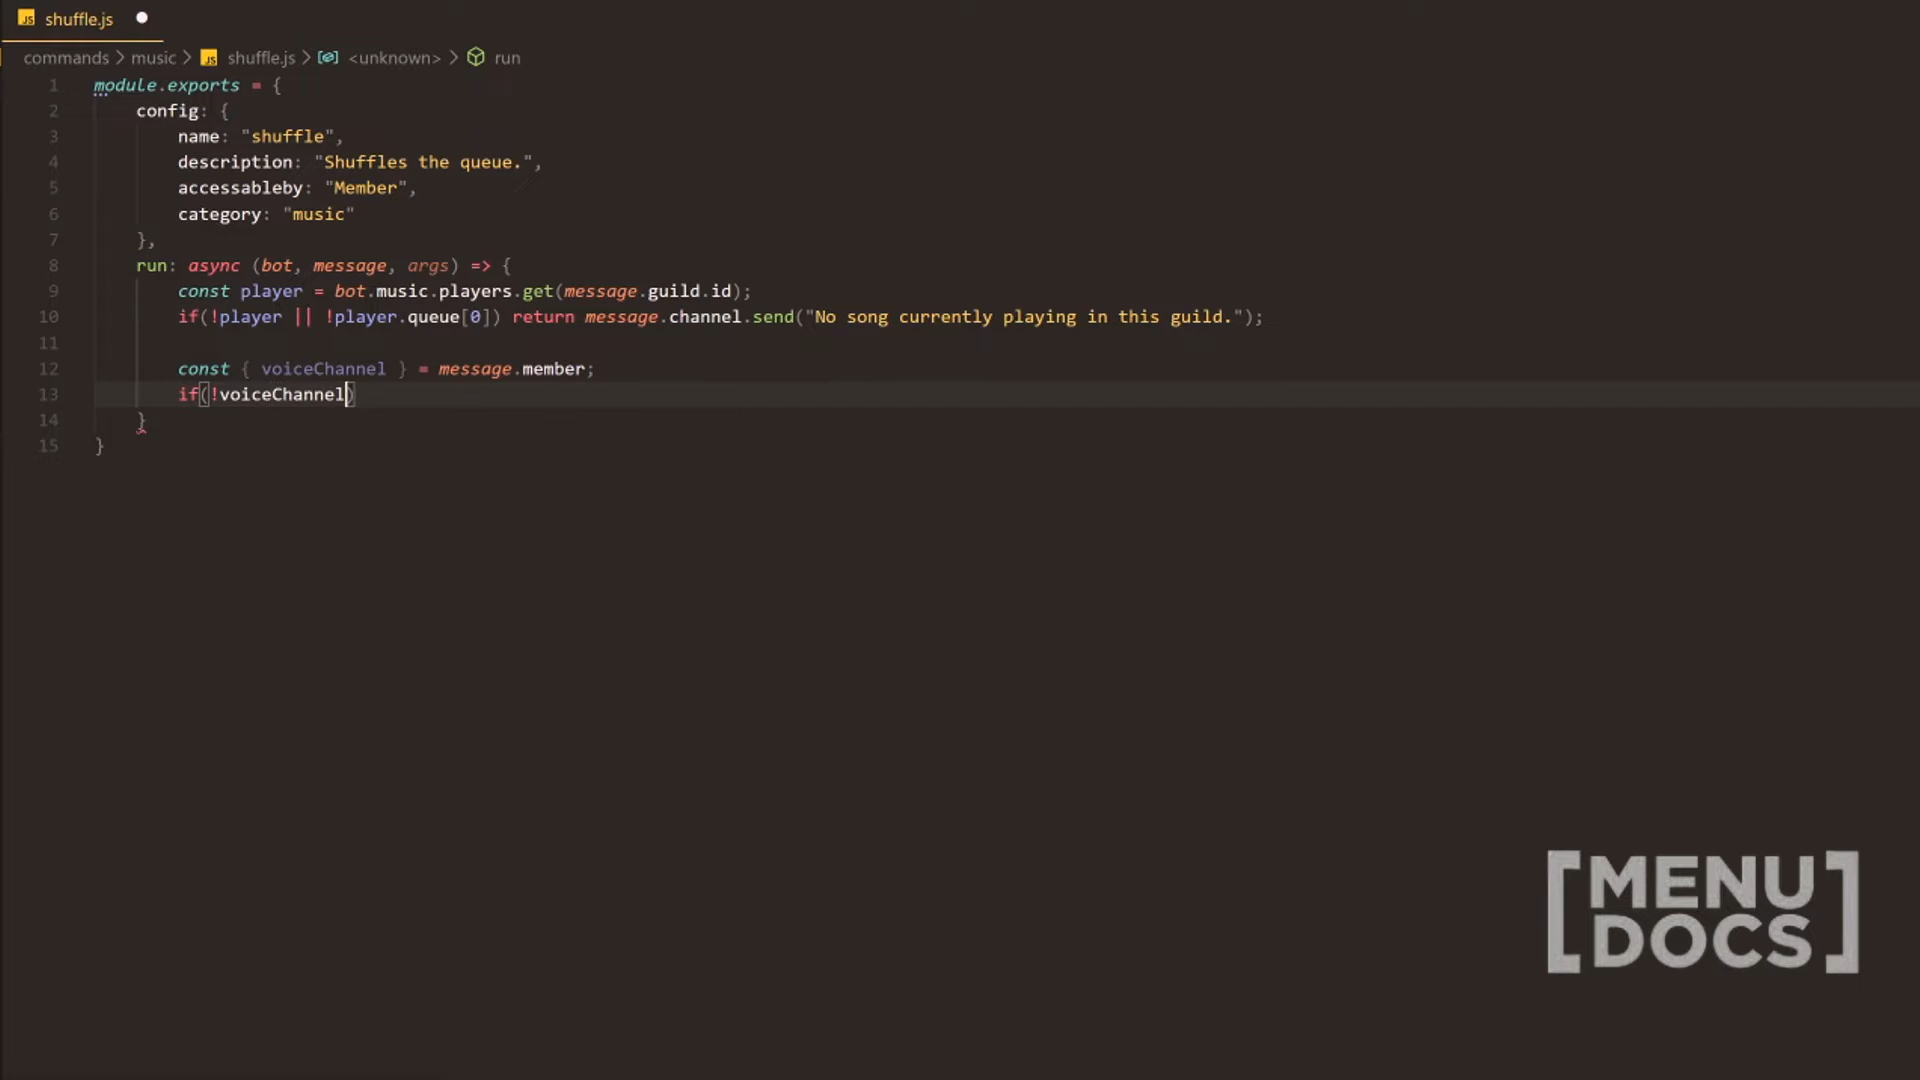 shuffle.js
commands > music > shuffle.js > <unknown> > run
1 module.exports = {
2 config: {
3 name: "shuffle",
4 description: "Shuffles the queue.",
5 accessableby: "Member",
6 category: "music"
7 },
8 run: async (bot, message, args) => {
9 const player = bot.music.players.get(message.guild.id);
10 if(!player || !player.queue[0]) return message.channel.send("No song currently playing in this guild.");
11
12 const { voiceChannel } = message.member;
13 if(!voiceChannel)
14 }
15 }
[MENU
DOCS]